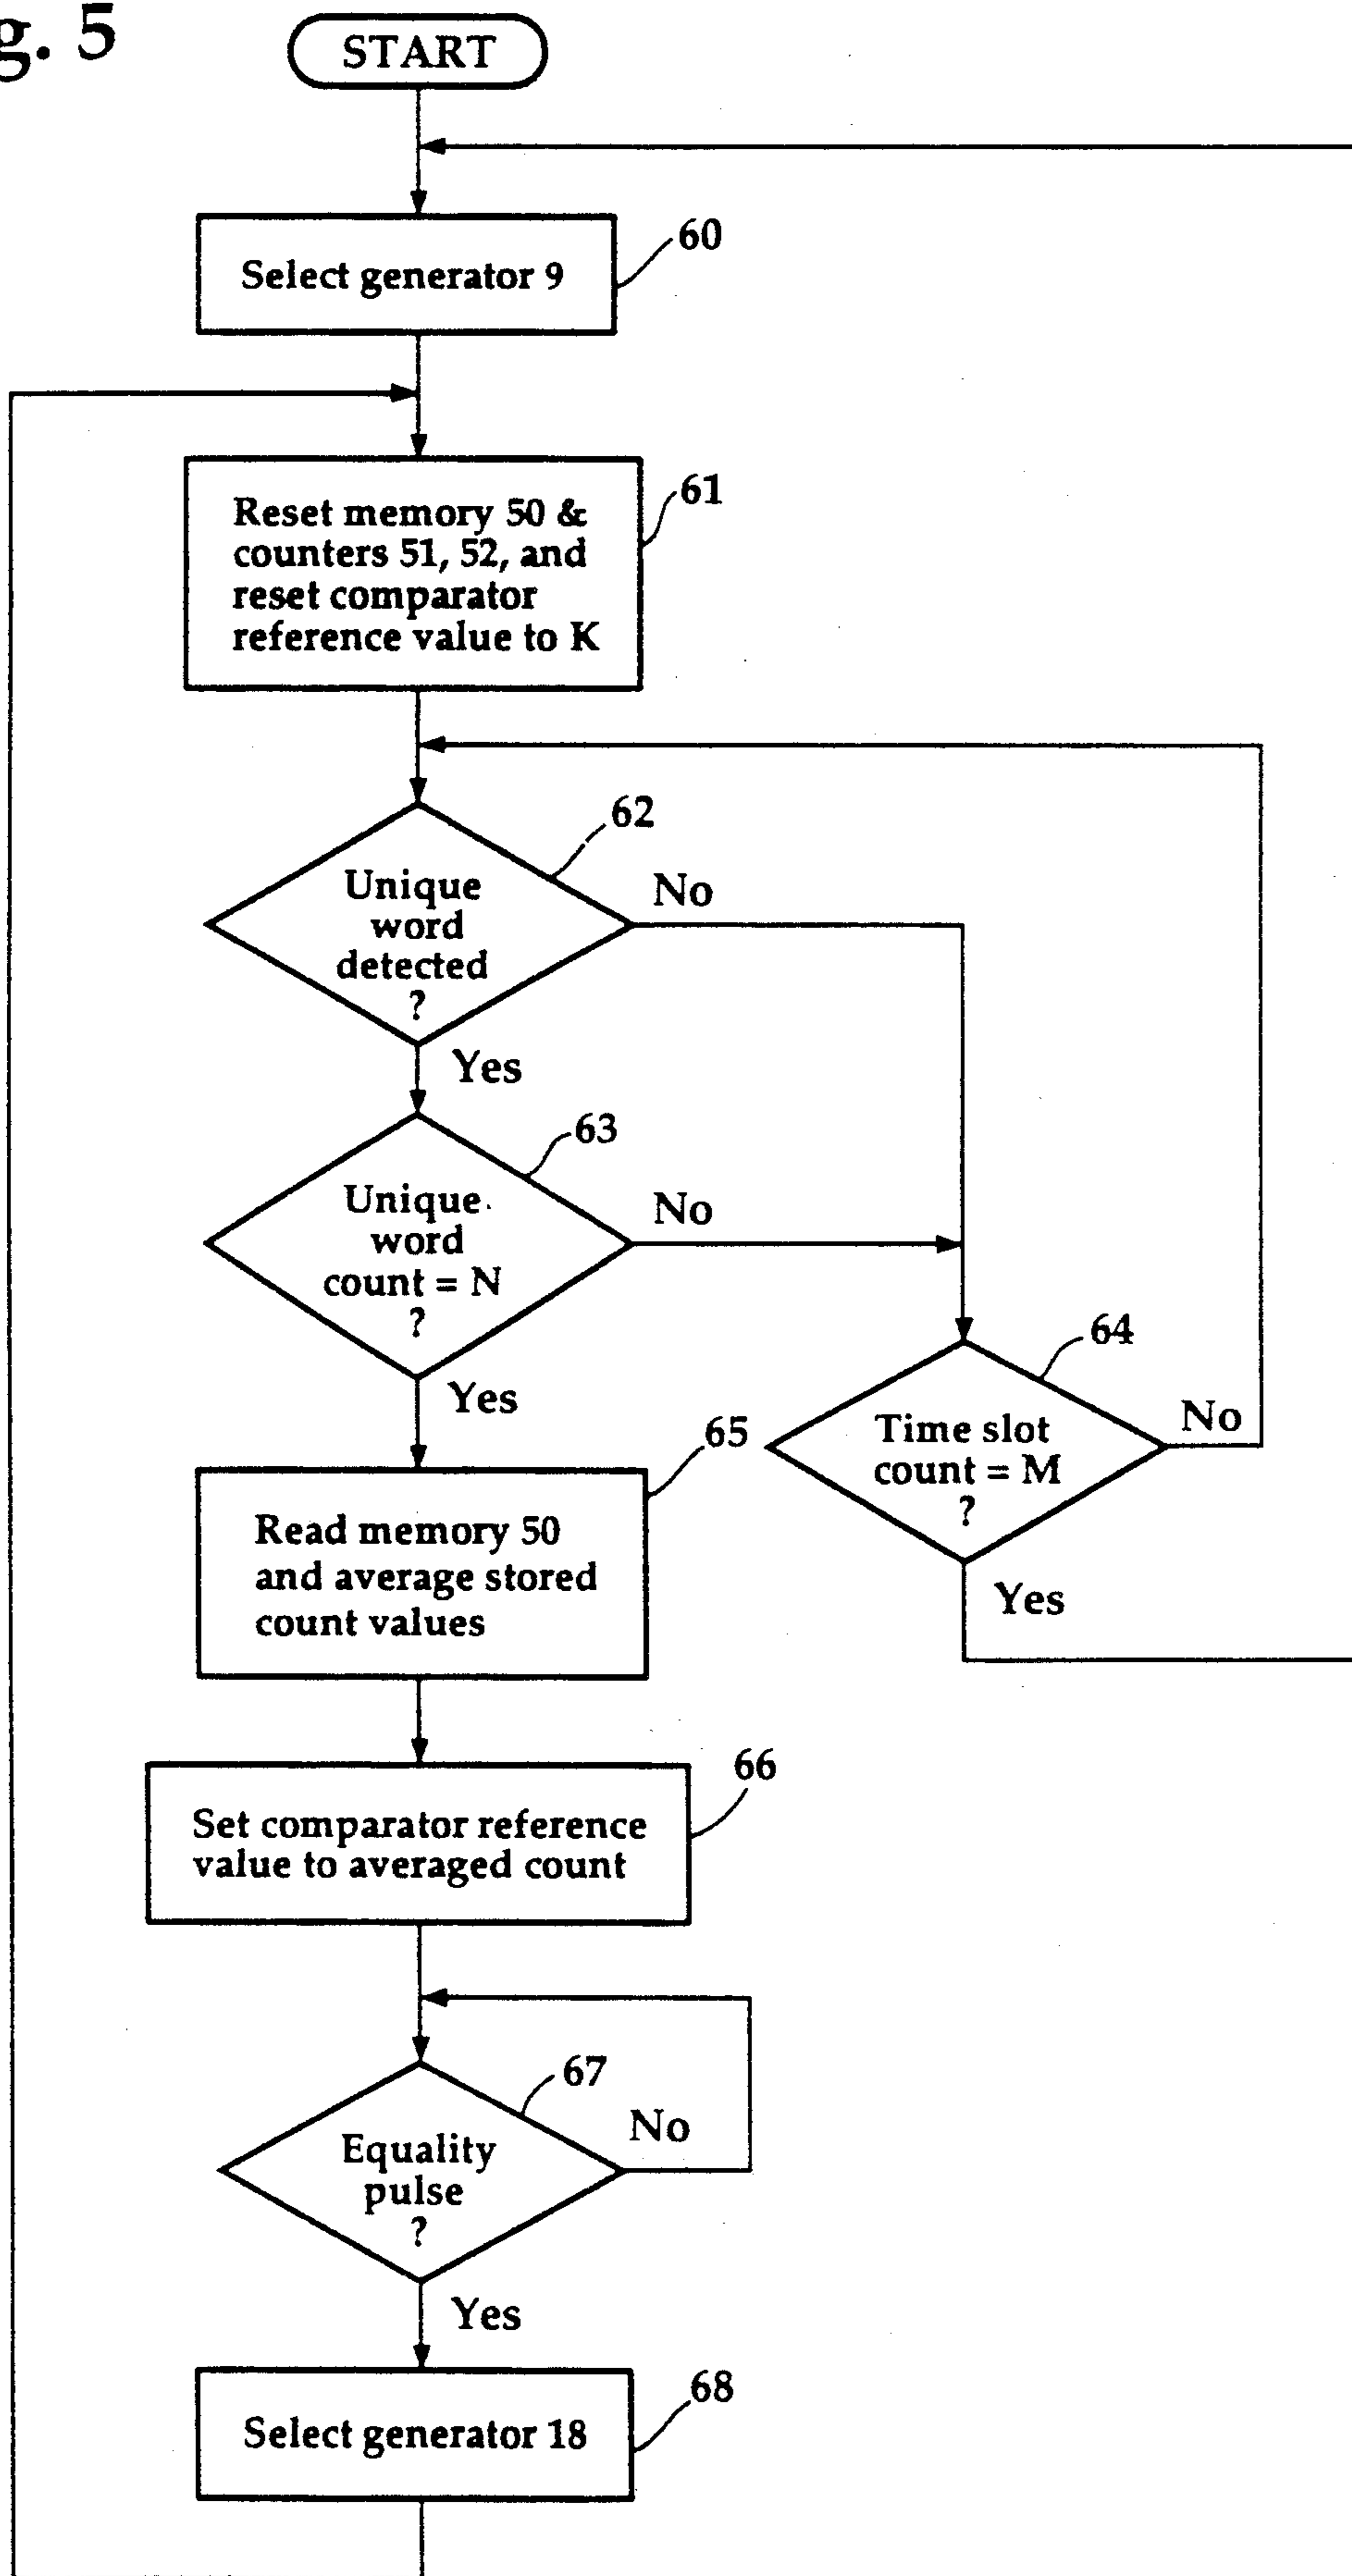 g. 5
START
Select generator 9
60
Reset memory 50 &
counters 51, 52, and
reset comparator
reference value to K
61
Unique
word
detected
?
62
No
Yes
Unique
word
count = N
?
63
No
Yes
Time slot
count = M
?
64
No
Yes
Read memory 50
and average stored
count values
65
Set comparator reference
value to averaged count
66
Equality
pulse
?
67
No
Yes
Select generator 18
68